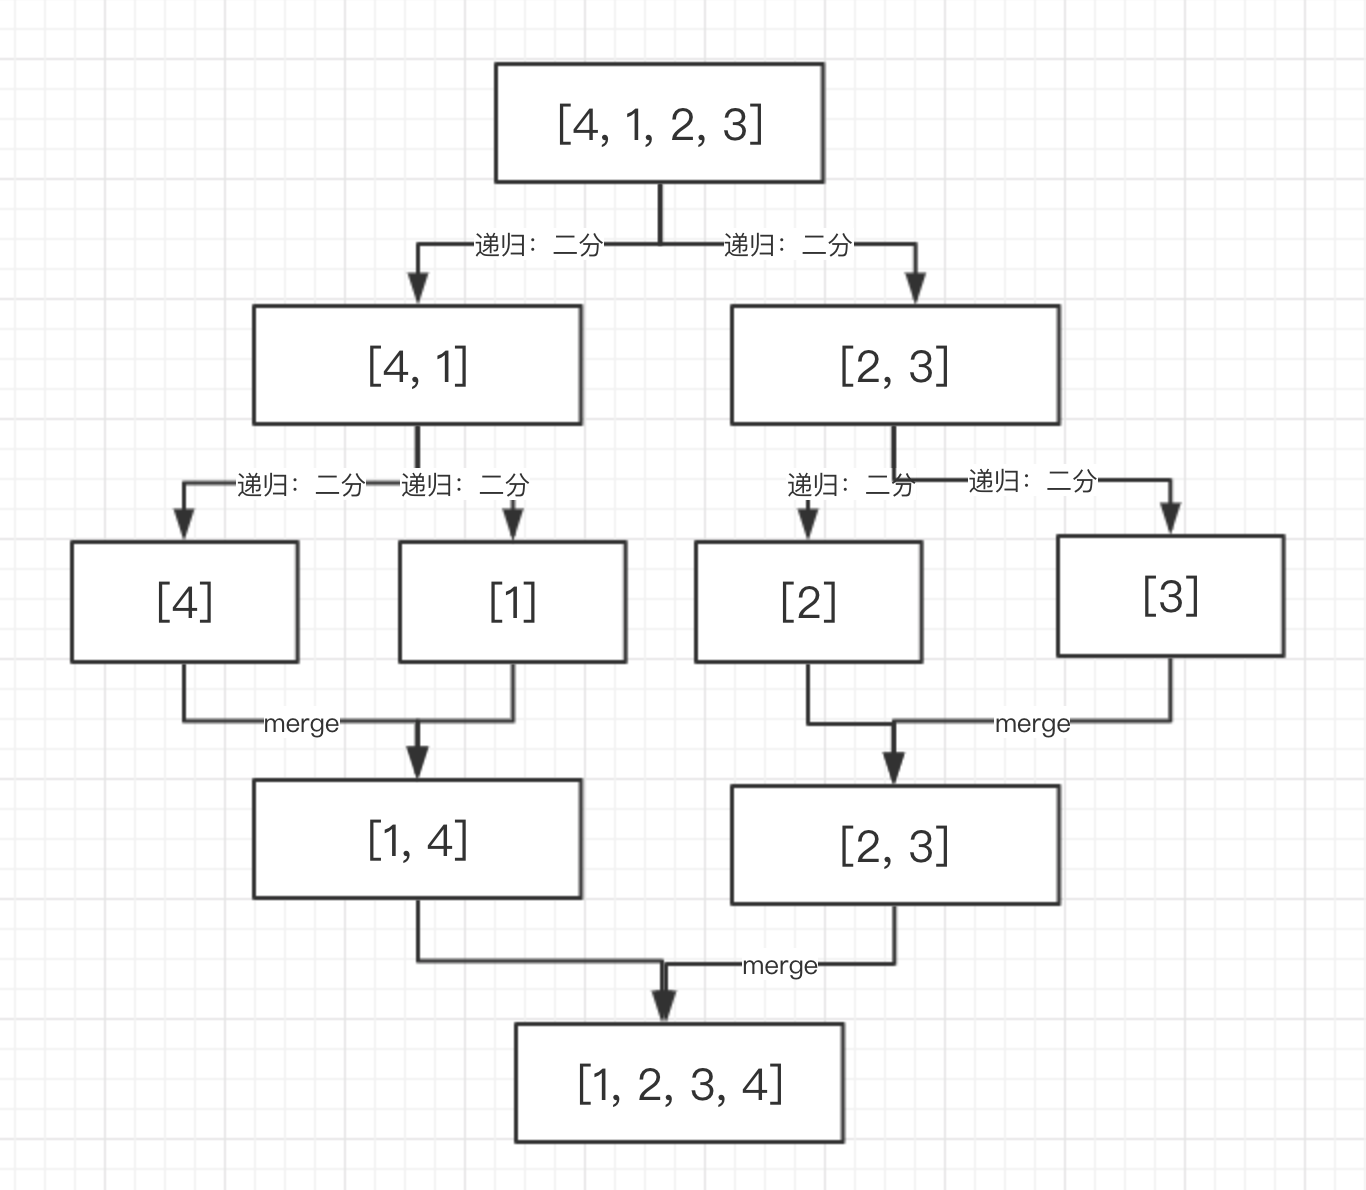 [4, 1, 2, 3]
递归：二分
递归：二分
[4, 1]
[2, 3]
递归：二分
递归：二分
递归：二分
递归：二分
[4]
[1]
[2]
[3]
merge
merge
[1, 4]
[2, 3]
merge
[1, 2, 3, 4]